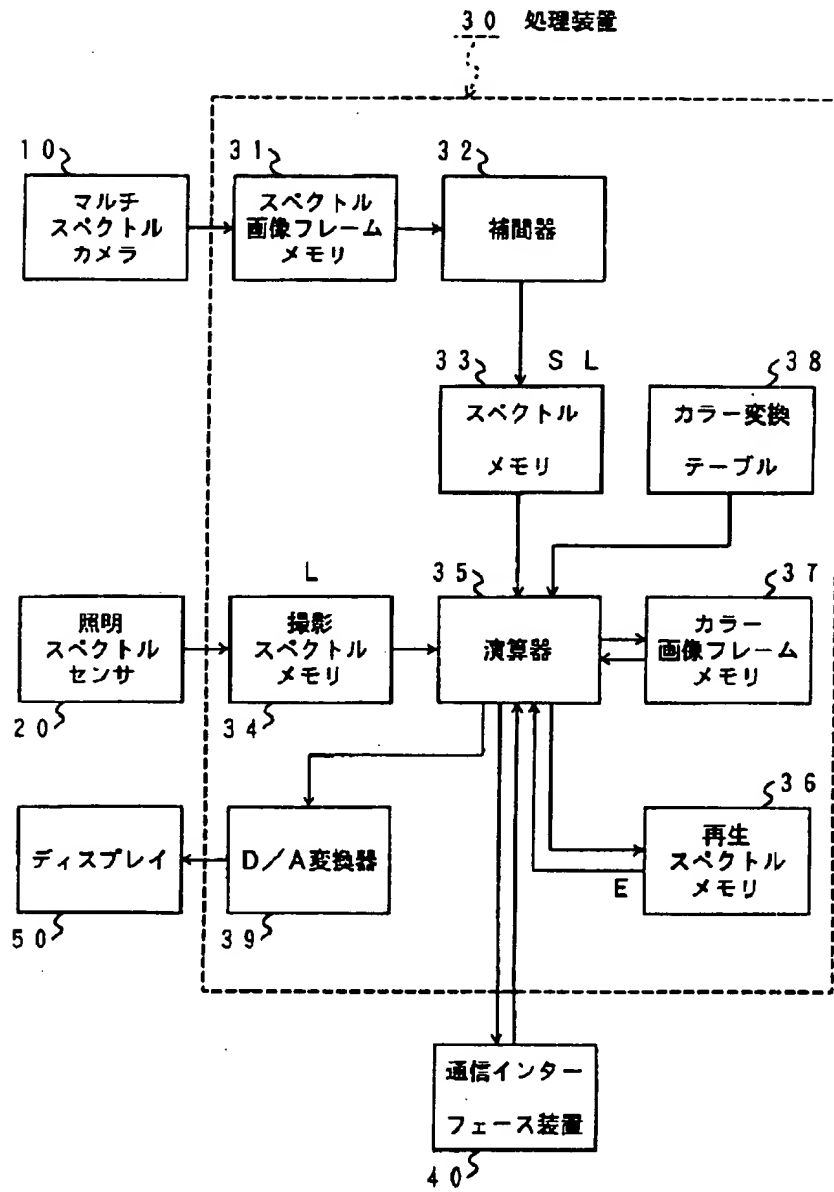 30 処理装置
10
31
32
マルチ
スペクトル
カメラ
スペクトル
画像フレーム
メモリ
補間器
33
SL
38
スペクトル
メモリ
カラー変換
テーブル
L
35
37
照明
スペクトル
センサ
撮影
スペクトル
メモリ
演算器
カラー
画像フレーム
メモリ
20
34
36
ディスプレイ
D/A変換器
再生
スペクトル
メモリ
E
50
39
通信インター
フェース装置
40